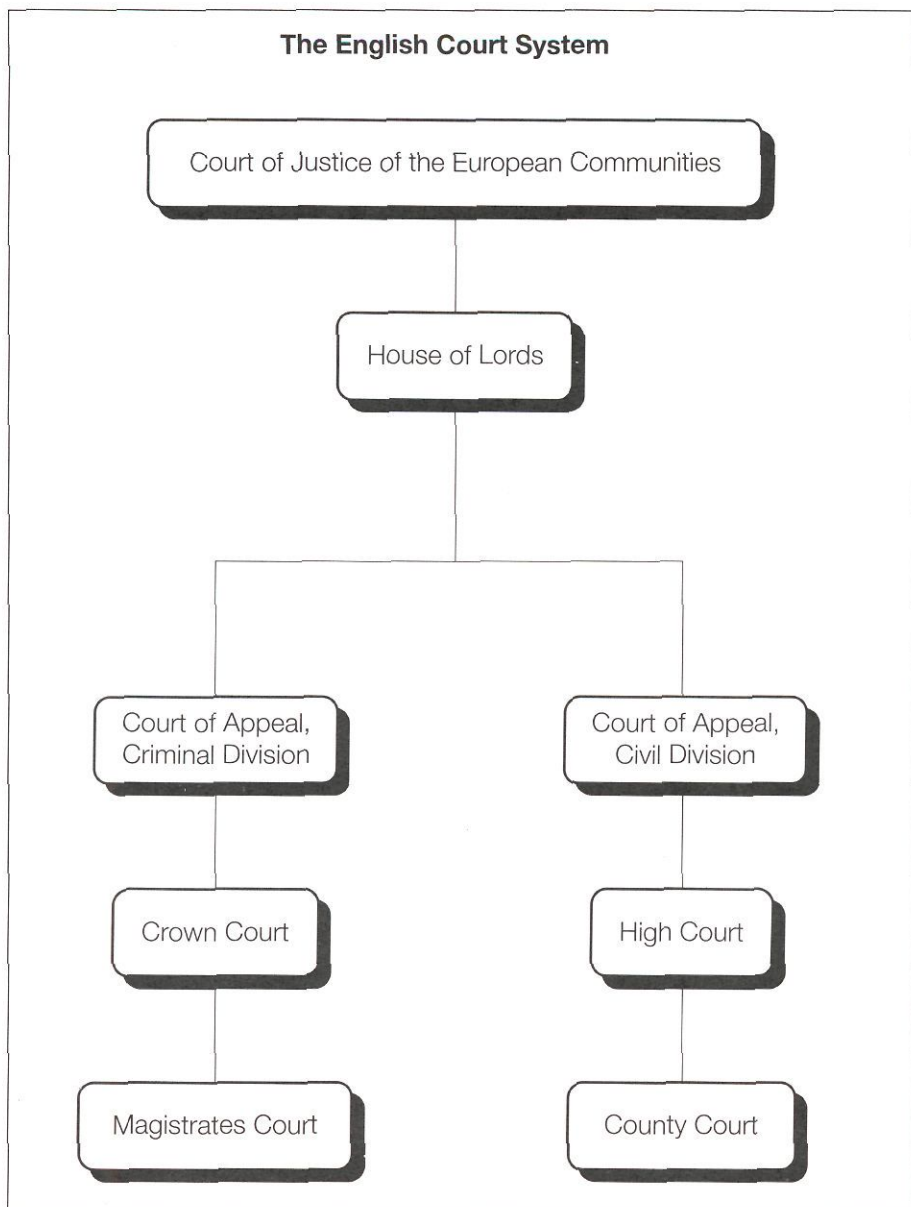 The English Court System
Court of Justice of the European Communities
House of Lords
Court of Appeal,
Criminal Division
Court of Appeal,
Civil Division
Crown Court
High Court
Magistrates Court
County Court